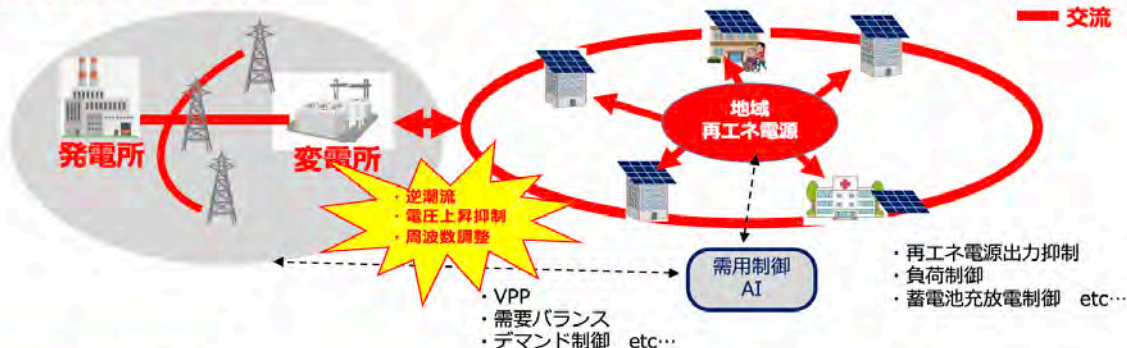 交流
発電所
変電所
地域
再エネ電源
・逆潮流
・電圧上昇抑制
・周波数調整
需用制御
AI
・再エネ電源出力抑制
・負荷制御
・蓄電池充放電制御　etc…
・VPP
・需要バランス
・デマンド制御　etc…